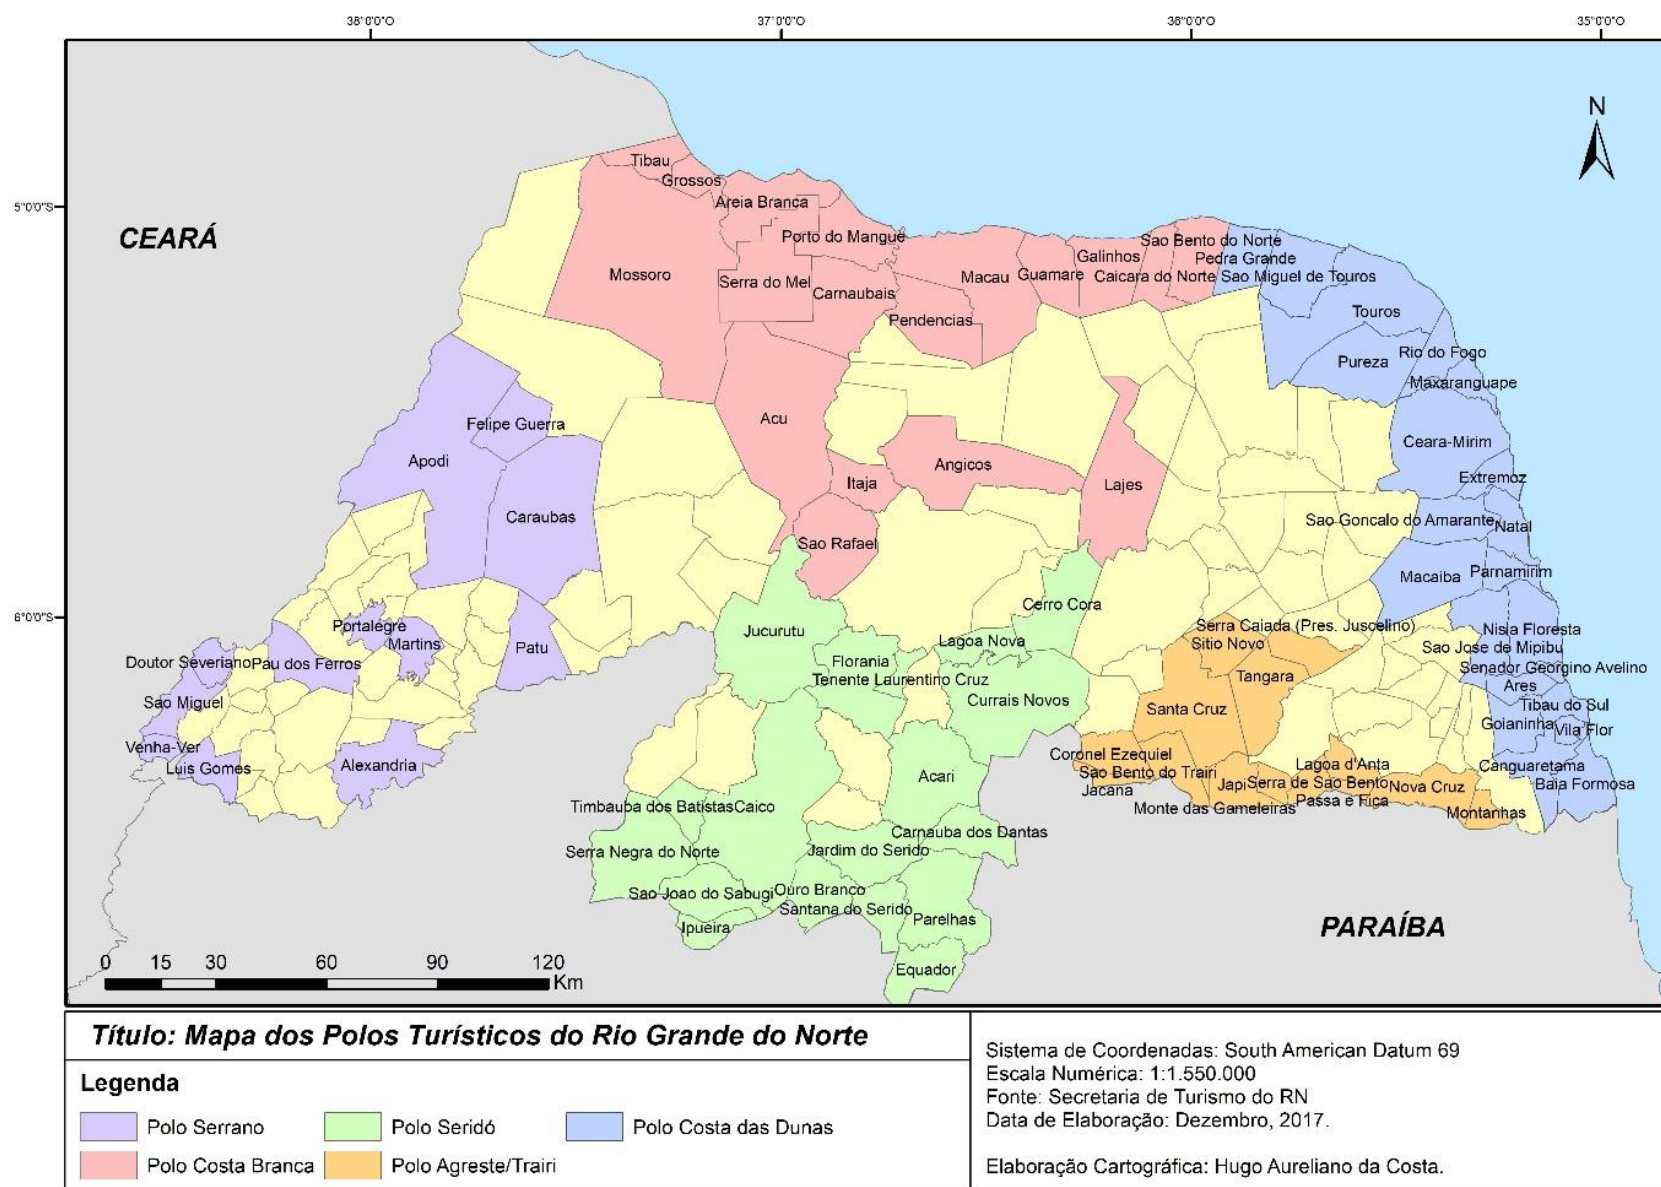 38°0'0"O
37°0'0"O
36°0'0"O
35°0'0"O
N
5°0'0"S
6°0'0"S
CEARÁ
Tibau
Grossos
Areia Branca
Porto do Mangue
Mossoro
Serra do Mel
Carnaubais
Macau
Pendencias
Guamare
Galinhos
Caicara do Norte
Sao Bento do Norte
Pedra Grande
Sao Miguel de Touros
Touros
Pureza
Rio do Fogo
Maxaranguape
Ceara-Mirim
Extremoz
Sao Goncalo do Amarante
Natal
Macaiba
Parnamirim
Felipe Guerra
Apodi
Caraubas
Acu
Itaja
Angicos
Lajes
Sao Rafael
Cerro Cora
Jucurutu
Lagoa Nova
Florania
Tenente Laurentino Cruz
Currais Novos
Portalegre
Martins
Patu
Doutor Severiano
Pau dos Ferros
Sao Miguel
Venha-Ver
Luis Gomes
Alexandria
Serra Caiada (Pres. Juscelino)
Sitio Novo
Tangara
Santa Cruz
Coronel Ezequiel
Sao Bento do Trairi
Jacana
Japi
Monte das Gameleiras
Lagoa d'Anta
Serra de Sao Bento
Passa e Fica
Nova Cruz
Montanhas
Nisia Floresta
Sao Jose de Mipibu
Senador Georgino Avelino
Ares
Tibau do Sul
Goianinha
Vila Flor
Canguaretama
Baia Formosa
Acari
Timbauba dos Batistas
Caico
Carnauba dos Dantas
Serra Negra do Norte
Jardim do Serido
Sao Joao do Sabugi
Ouro Branco
Santana do Serido
Ipueira
Parelhas
Equador
PARAÍBA
0 15 30 60 90 120
Km
Título: Mapa dos Polos Turísticos do Rio Grande do Norte
Legenda
Polo Serrano
Polo Seridó
Polo Costa das Dunas
Polo Costa Branca
Polo Agreste/Trairi
Sistema de Coordenadas: South American Datum 69
Escala Numérica: 1:1.550.000
Fonte: Secretaria de Turismo do RN
Data de Elaboração: Dezembro, 2017.
Elaboração Cartográfica: Hugo Aureliano da Costa.